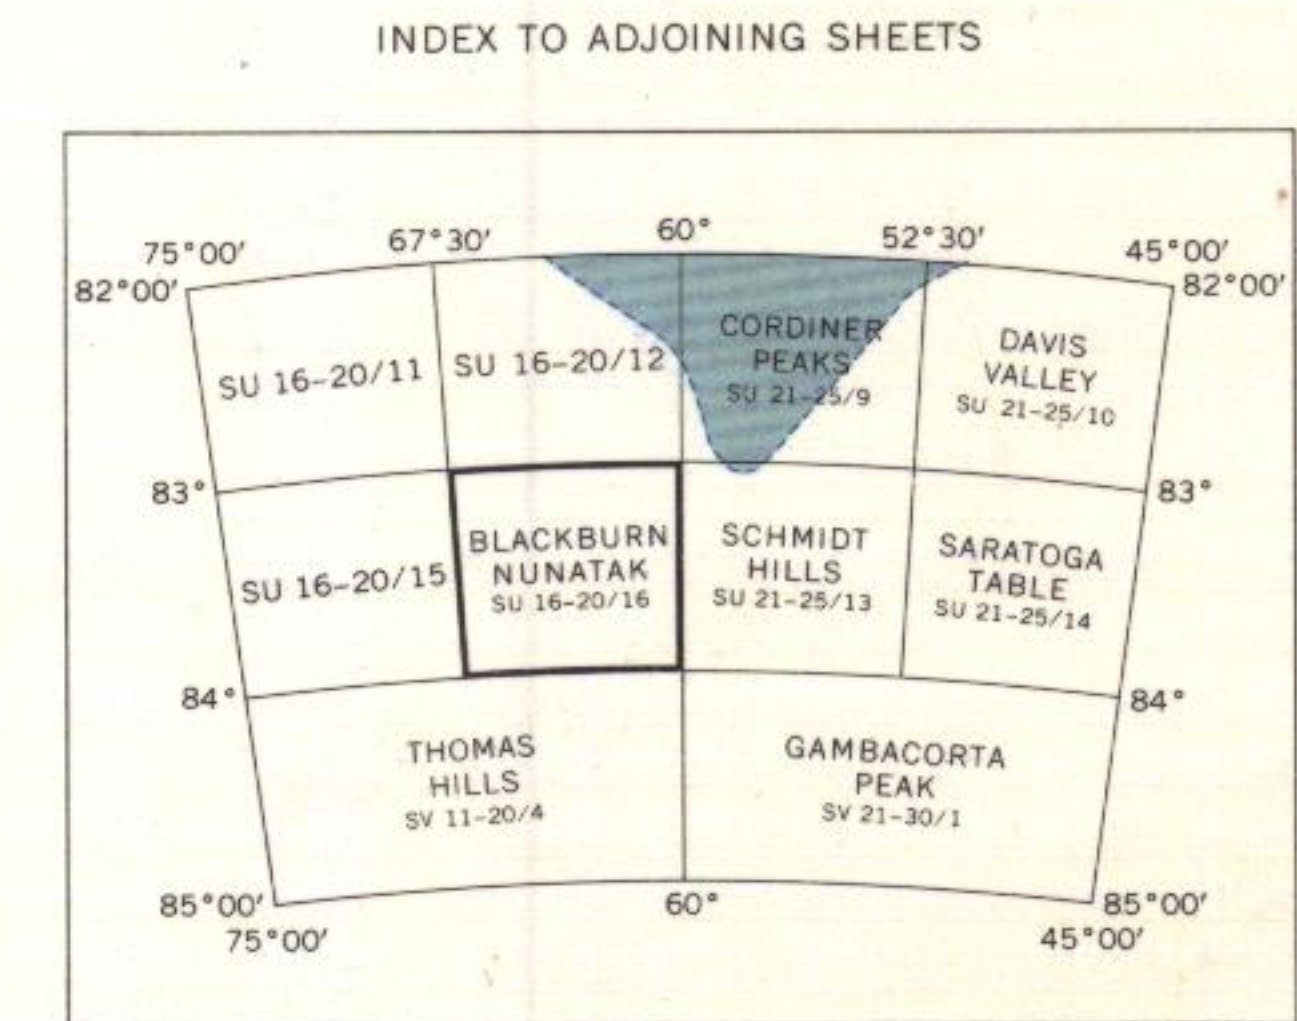 INDEX TO ADJOINING SHEETS
75°00′ 67°30′ 60° 52°30′ 45°00′
82°00′ 82°00′
SU 16-20/11
SU 16-20/12
CORDINER
PEAKS
SU 21-25/9
DAVIS
VALLEY
SU 21-25/10
83° 83°
SU 16-20/15
BLACKBURN
NUNATAK
SU 16-20/16
SCHMIDT
HILLS
SU 21-25/13
SARATOGA
TABLE
SU 21-25/14
84° 84°
THOMAS
HILLS
SV 11-20/4
GAMBACORTA
PEAK
SV 21-30/1
85°00′ 60° 85°00′
75°00′ 45°00′